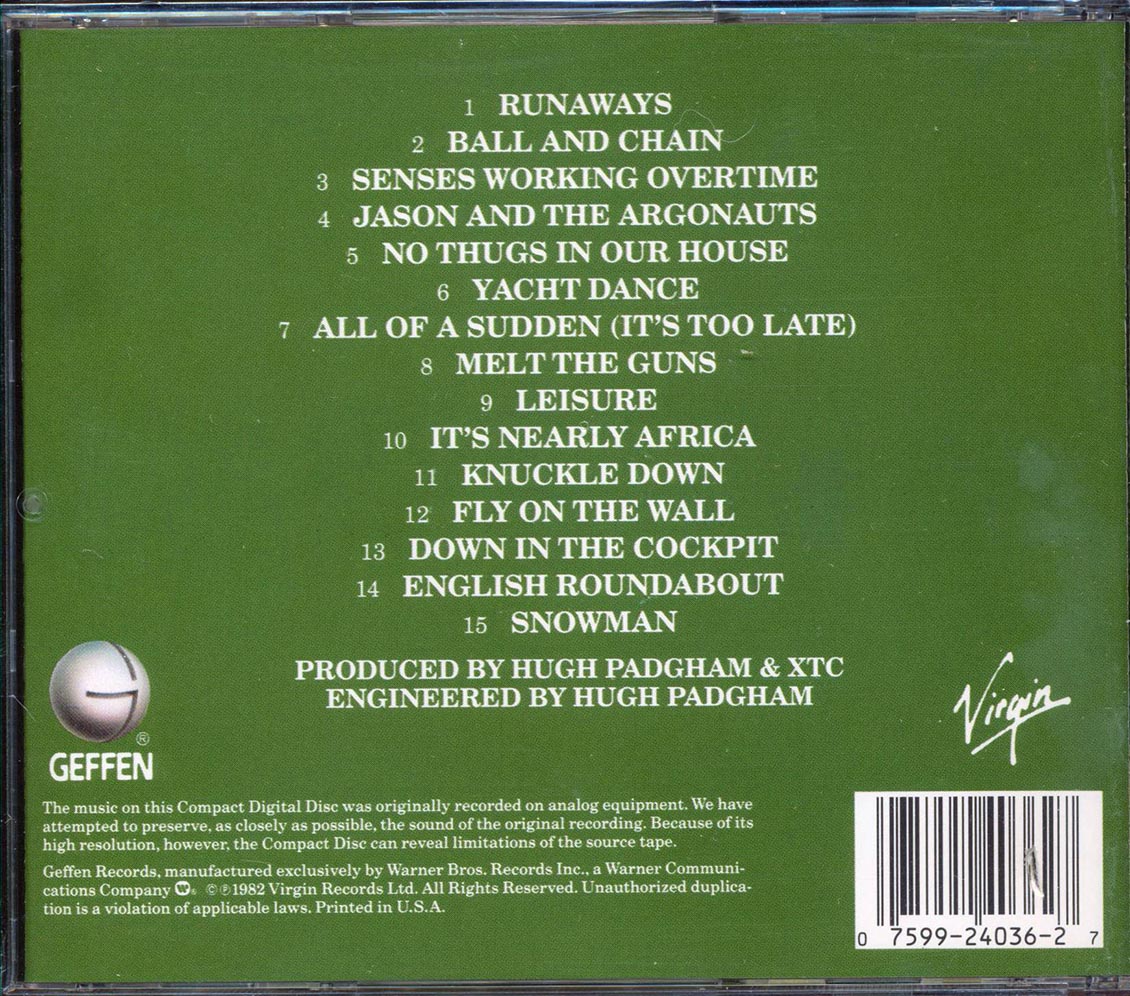 1 RUNAWAYS
2 BALL AND CHAIN
3 SENSES WORKING OVERTIME
4 JASON AND THE ARGONAUTS
5 NO THUGS IN OUR HOUSE
6 YACHT DANCE
7 ALL OF A SUDDEN (IT'S TOO LATE)
8 MELT THE GUNS
9 LEISURE
10 IT'S NEARLY AFRICA
11 KNUCKLE DOWN
12 FLY ON THE WALL
13 DOWN IN THE COCKPIT
14 ENGLISH ROUNDABOUT
15 SNOWMAN
PRODUCED BY HUGH PADGHAM & XTC
ENGINEERED BY HUGH PADGHAM
G
®
GEFFEN
Virgin
The music on this Compact Digital Disc was originally recorded on analog equipment. We have
attempted to preserve, as closely as possible, the sound of the original recording. Because of its
high resolution, however, the Compact Disc can reveal limitations of the source tape.
Geffen Records, manufactured exclusively by Warner Bros. Records Inc., a Warner Communi-
cations Company W. ©℗1982 Virgin Records Ltd. All Rights Reserved. Unauthorized duplica-
tion is a violation of applicable laws. Printed in U.S.A.
0 7599-24036-2 7